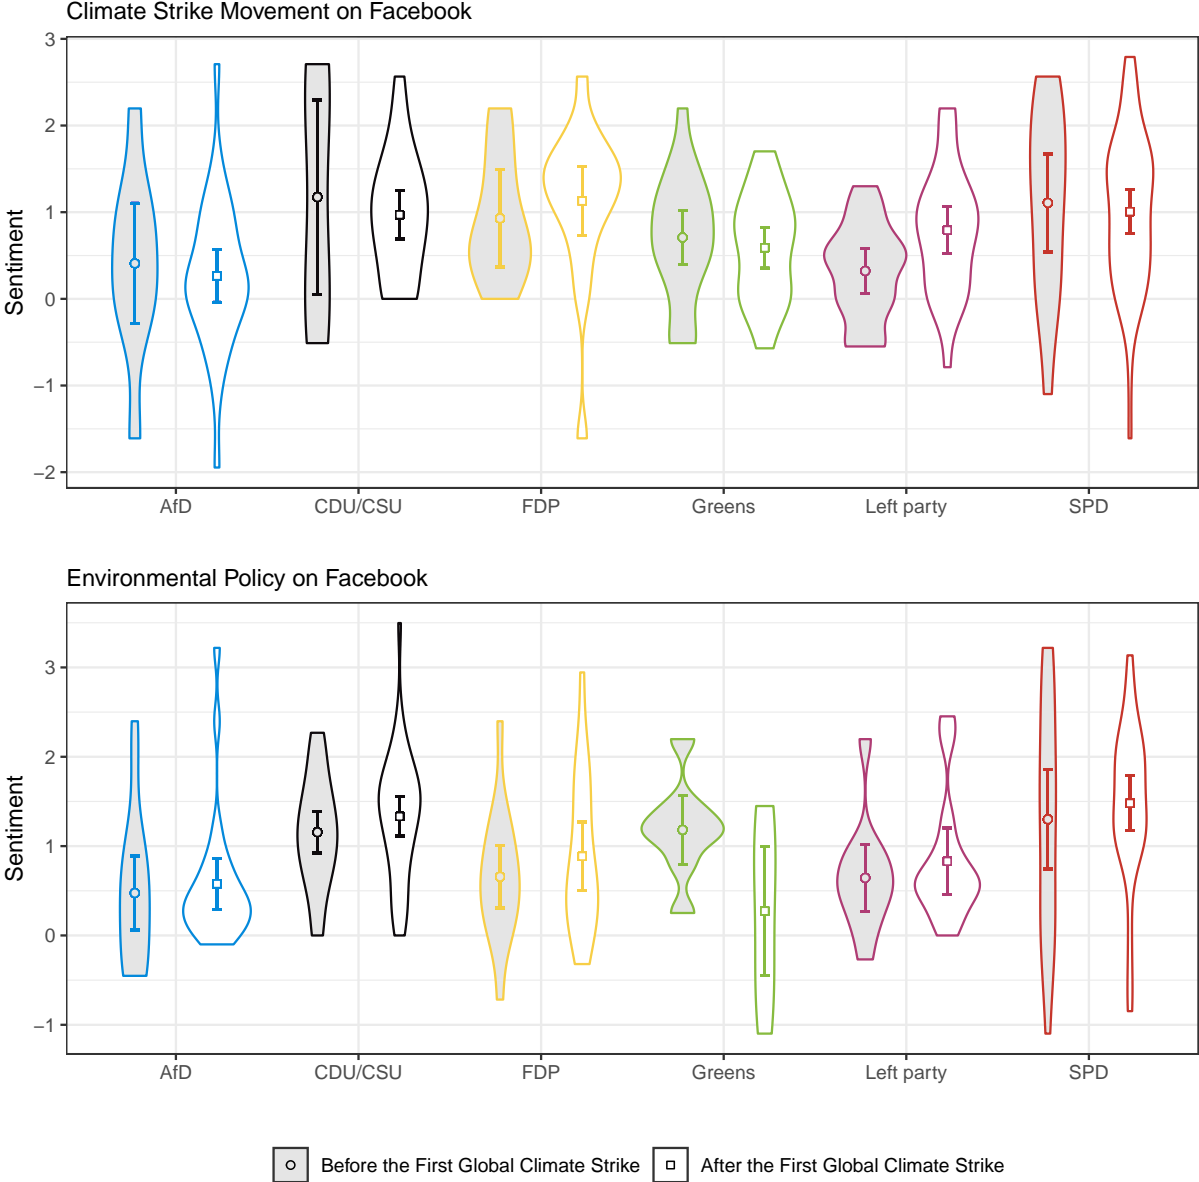 Climate Strike Movement on Facebook
Sentiment
3
2
1
0
−1
−2
AfD CDU/CSU FDP Greens Left party SPD
Environmental Policy on Facebook
Sentiment
3
2
1
0
−1
AfD CDU/CSU FDP Greens Left party SPD
Before the First Global Climate Strike After the First Global Climate Strike